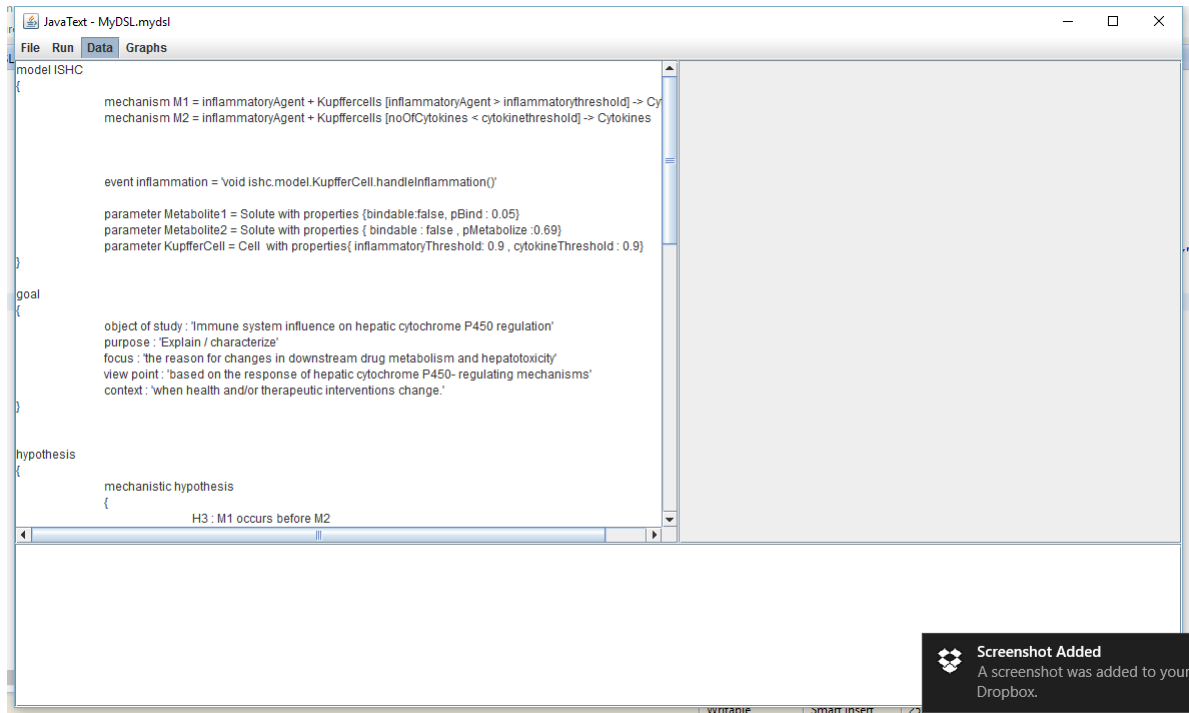 JavaText - MyDSL.mydsl
File Run Data Graphs
model ISHC
{
mechanism M1 = inflammatoryAgent + Kupffercells [inflammatoryAgent > inflammatorythreshold] -> Cy
mechanism M2 = inflammatoryAgent + Kupffercells [noOfCytokines < cytokinethreshold] -> Cytokines
event inflammation = 'void ishc.model.KupfferCell.handleInflammation()'
parameter Metabolite1 = Solute with properties {bindable:false, pBind : 0.05}
parameter Metabolite2 = Solute with properties { bindable : false , pMetabolize :0.69}
parameter KupfferCell = Cell  with properties{ inflammatoryThreshold: 0.9 , cytokineThreshold : 0.9}
}
goal
{
object of study : 'Immune system influence on hepatic cytochrome P450 regulation'
purpose : 'Explain / characterize'
focus : 'the reason for changes in downstream drug metabolism and hepatotoxicity'
view point : 'based on the response of hepatic cytochrome P450- regulating mechanisms'
context : 'when health and/or therapeutic interventions change.'
}
hypothesis
{
mechanistic hypothesis
{
H3 : M1 occurs before M2
Screenshot Added
A screenshot was added to your
Dropbox.
Writable Smart Insert